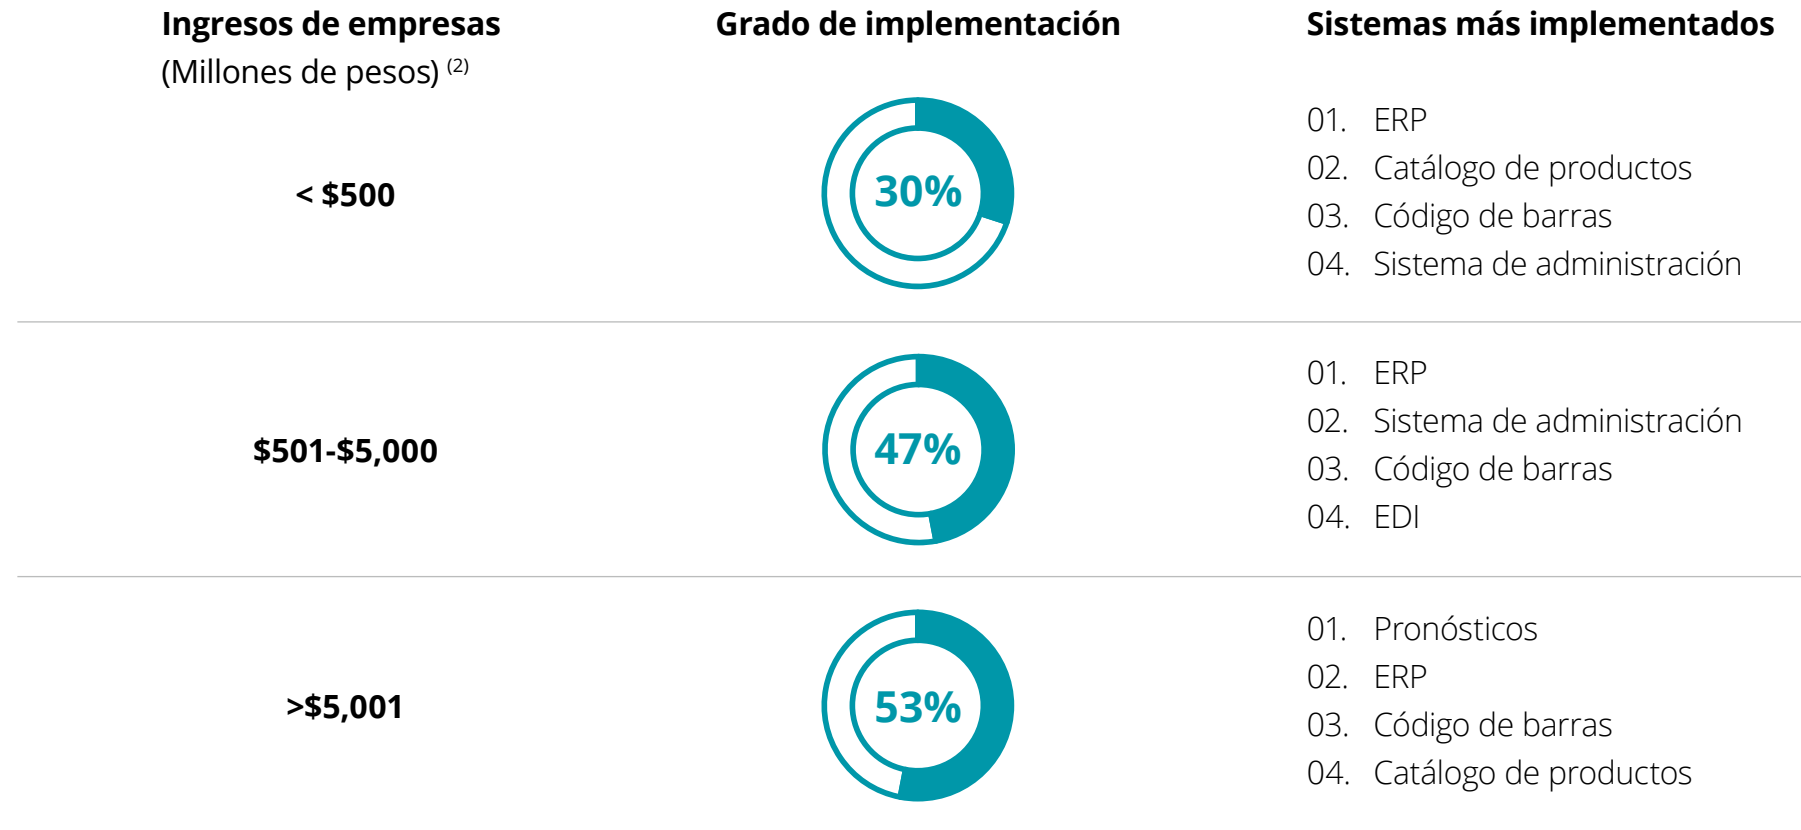 Ingresos de empresas
(Millones de pesos) (2)
Grado de implementación
Sistemas más implementados
< $500
30%
01. ERP
02. Catálogo de productos
03. Código de barras
04. Sistema de administración
$501-$5,000
47%
01. ERP
02. Sistema de administración
03. Código de barras
04. EDI
>$5,001
53%
01. Pronósticos
02. ERP
03. Código de barras
04. Catálogo de productos